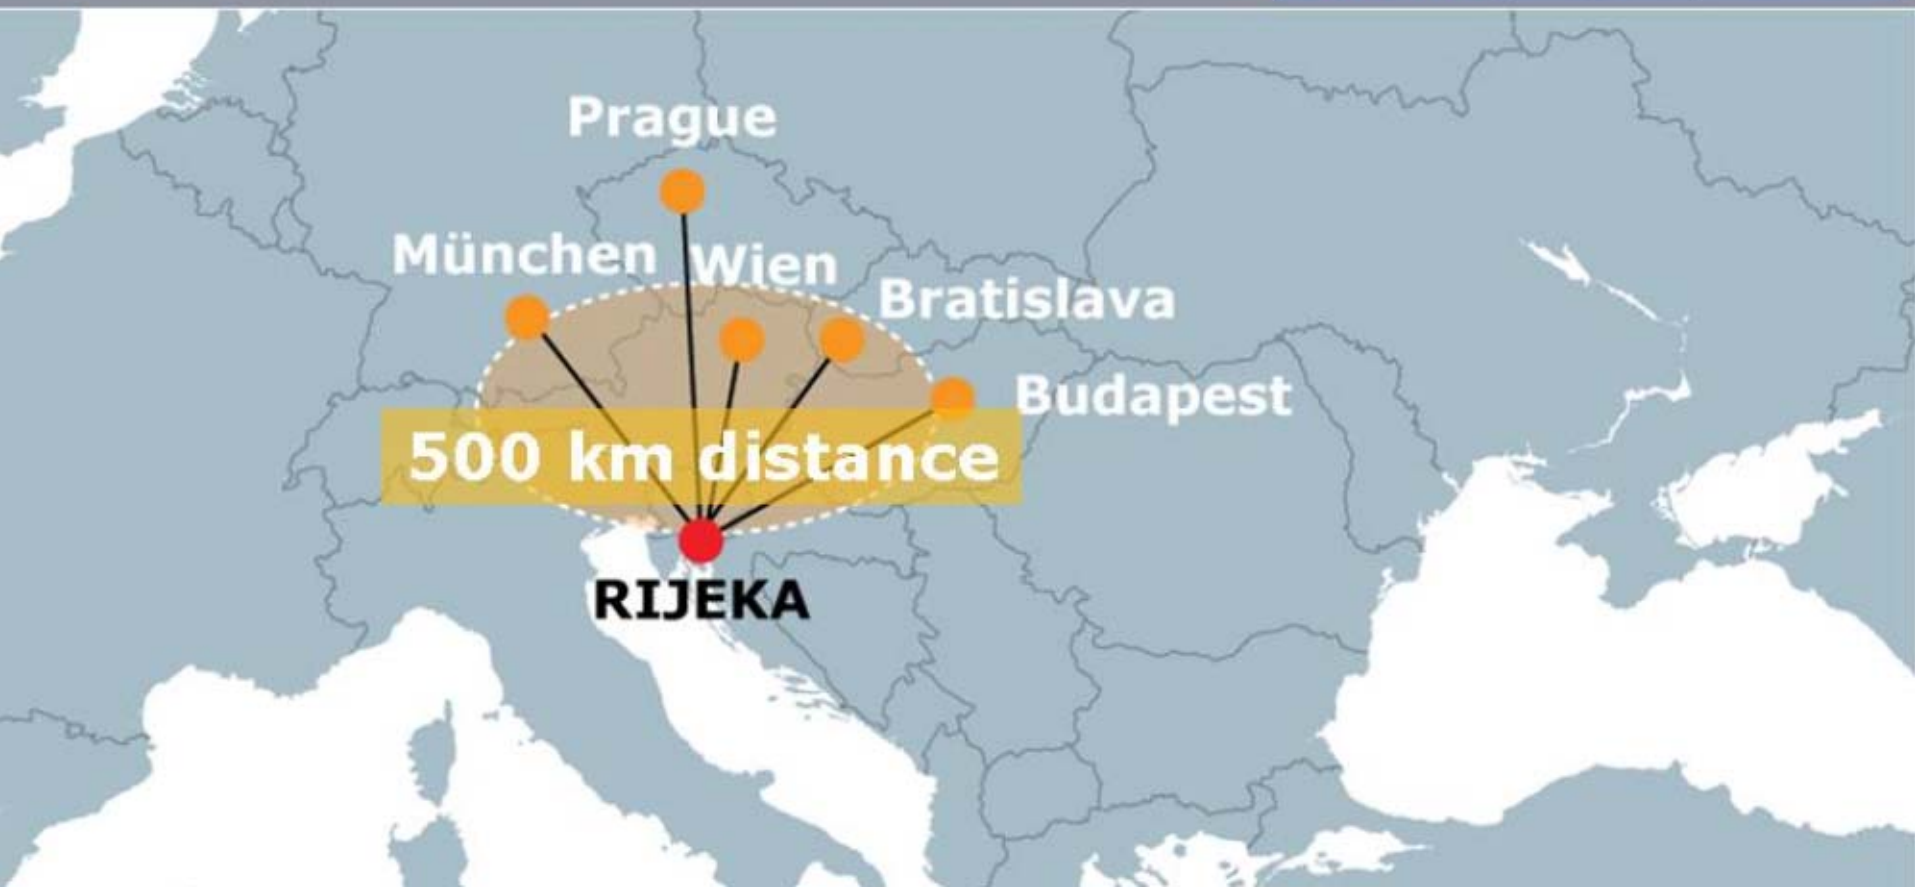 Prague
München
Wien
Bratislava
Budapest
500 km distance
RIJEKA